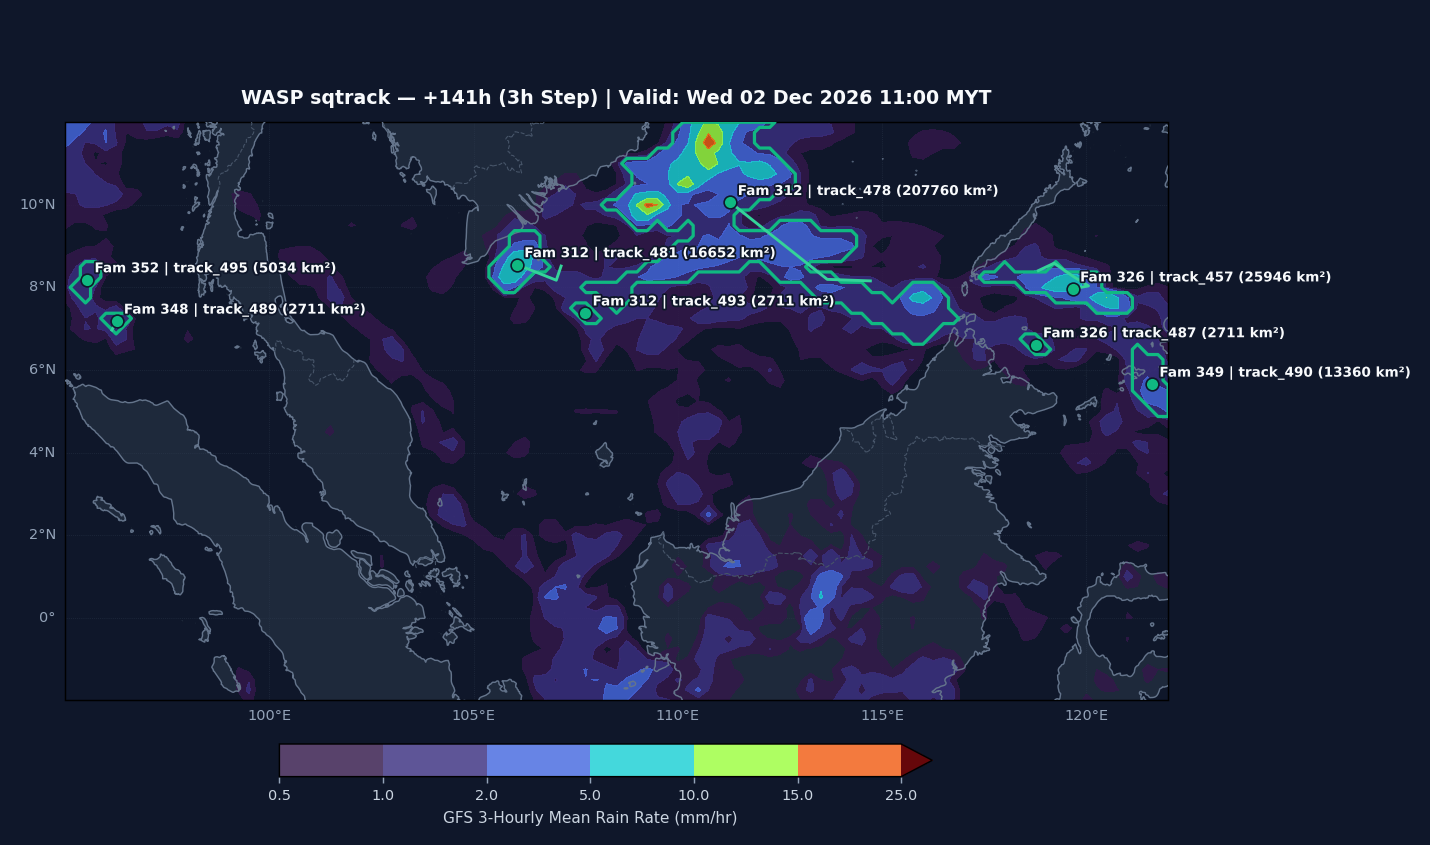 WASP sqtrack — +141h (3h Step) | Valid: Wed 02 Dec 2026 11:00 MYT
Fam 312 | track_478 (207760 km²)
10°N
Fam 312 | track_481 (16652 km²)
Fam 352 | track_495 (5034 km²)
Fam 326 | track_457 (25946 km²)
8°N
Fam 312 | track_493 (2711 km²)
Fam 348 | track_489 (2711 km²)
Fam 326 | track_487 (2711 km²)
6°N
Fam 349 | track_490 (13360 km²)
4°N
2°N
0°
100°E 105°E 110°E 115°E 120°E
0.5 1.0 2.0 5.0 10.0 15.0 25.0
GFS 3-Hourly Mean Rain Rate (mm/hr)